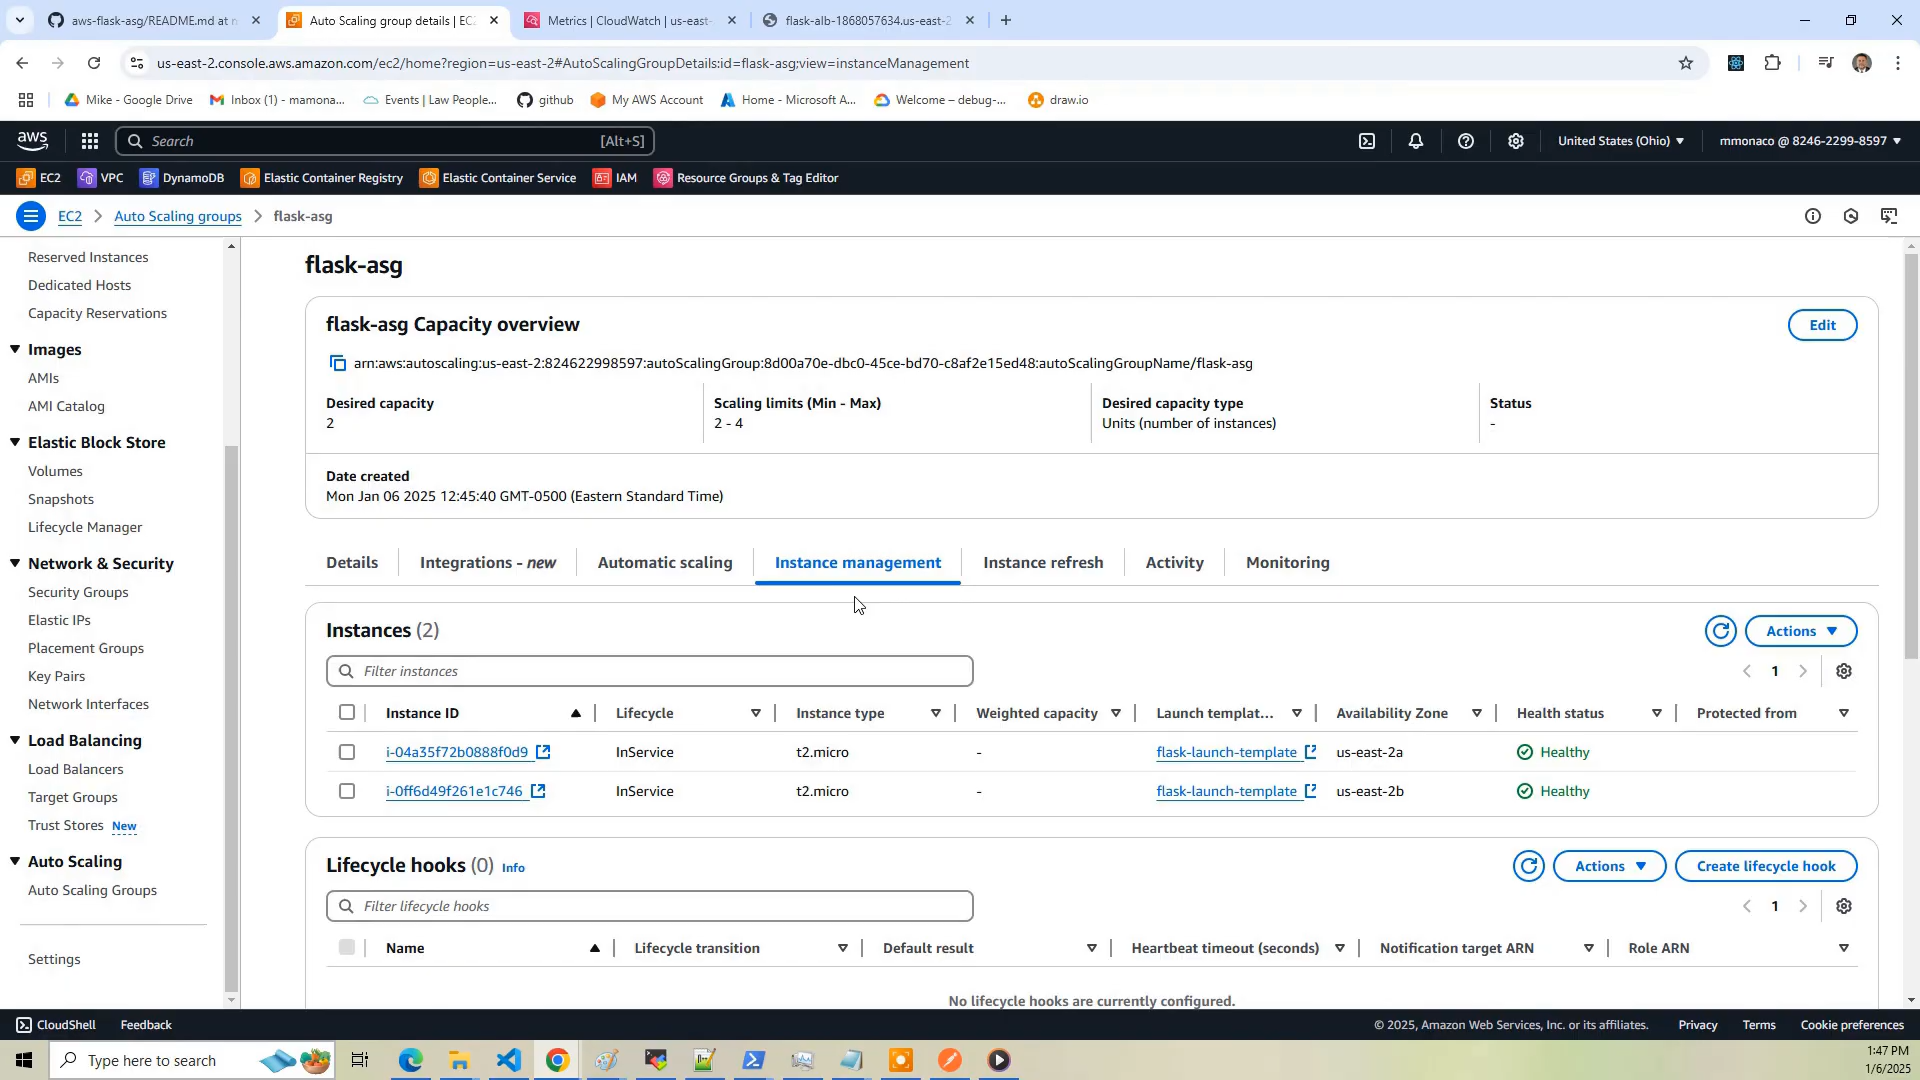 aws-flask-asg/README.md at m
Auto Scaling group details | EC2
Metrics | CloudWatch | us-east-
flask-alb-1868057634.us-east-2
us-east-2.console.aws.amazon.com/ec2/home?region=us-east-2#AutoScalingGroupDetails:id=flask-asg;view=instanceManagement
Mike - Google Drive
Inbox (1) - mamona...
Events | Law People...
github
My AWS Account
Home - Microsoft A...
Welcome – debug-...
draw.io
aws
Search
[Alt+S]
United States (Ohio)
mmonaco @ 8246-2299-8597
EC2
VPC
DynamoDB
Elastic Container Registry
Elastic Container Service
IAM
Resource Groups & Tag Editor
EC2
Auto Scaling groups
flask-asg
Reserved Instances
Dedicated Hosts
Capacity Reservations
Images
AMIs
AMI Catalog
Elastic Block Store
Volumes
Snapshots
Lifecycle Manager
Network & Security
Security Groups
Elastic IPs
Placement Groups
Key Pairs
Network Interfaces
Load Balancing
Load Balancers
Target Groups
Trust Stores New
Auto Scaling
Auto Scaling Groups
Settings
flask-asg
flask-asg Capacity overview
Edit
arn:aws:autoscaling:us-east-2:824622998597:autoScalingGroup:8d00a70e-dbc0-45ce-bd70-c8af2e15ed48:autoScalingGroupName/flask-asg
Desired capacity
2
Scaling limits (Min - Max)
2 - 4
Desired capacity type
Units (number of instances)
Status
-
Date created
Mon Jan 06 2025 12:45:40 GMT-0500 (Eastern Standard Time)
Details
Integrations - new
Automatic scaling
Instance management
Instance refresh
Activity
Monitoring
Instances (2)
Actions
Filter instances
1
Instance ID
Lifecycle
Instance type
Weighted capacity
Launch templat...
Availability Zone
Health status
Protected from
i-04a35f72b0888f0d9 InService t2.micro - flask-launch-template us-east-2a Healthy
i-0ff6d49f261e1c746 InService t2.micro - flask-launch-template us-east-2b Healthy
Lifecycle hooks (0) Info
Actions
Create lifecycle hook
Filter lifecycle hooks
1
Name
Lifecycle transition
Default result
Heartbeat timeout (seconds)
Notification target ARN
Role ARN
No lifecycle hooks are currently configured.
CloudShell
Feedback
© 2025, Amazon Web Services, Inc. or its affiliates.
Privacy
Terms
Cookie preferences
Type here to search
1:47 PM
1/6/2025